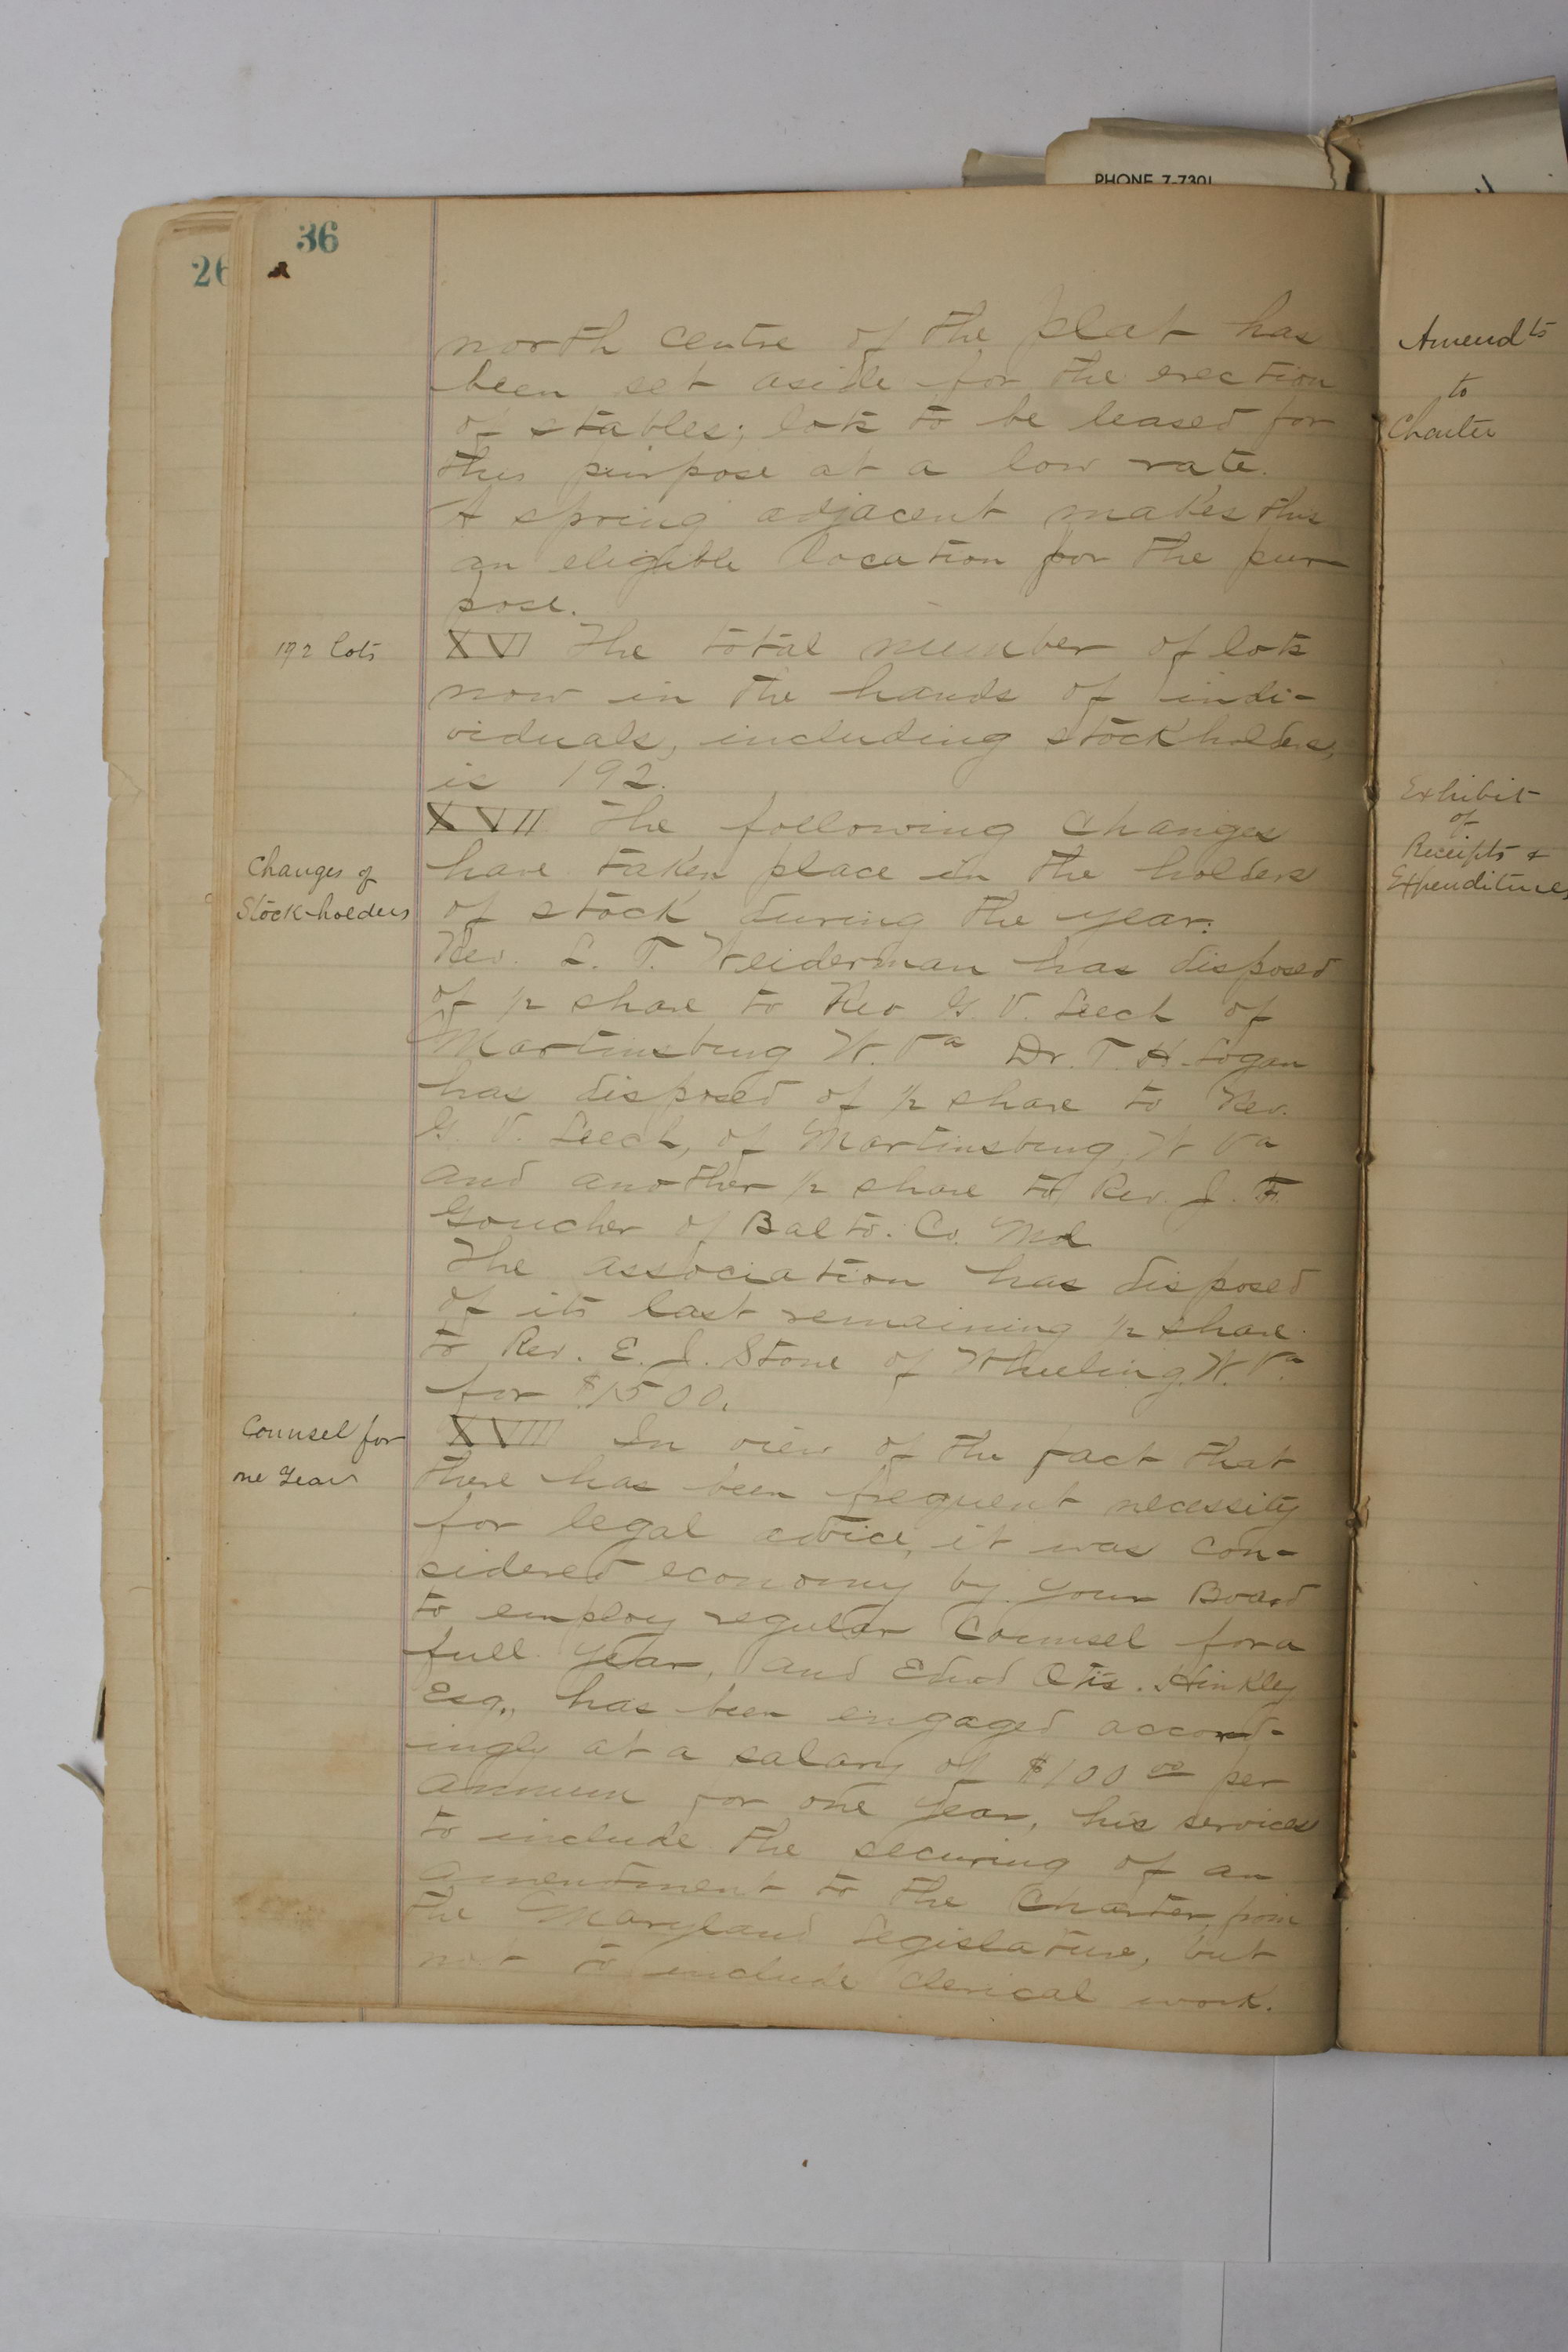 PHONE 7-7301
36
26
north centre of the plat has
been set aside for the erection
of stables; lots to be leased for
this purpose at a low rate.
A spring adjacent makes this
an eligible location for the pur-
pose.
192 lots
XVI The total number of lots
now in the hands of indi-
viduals, including stockholders,
is 192.
XVII The following changes
Changes of
Stock-holders
have taken place in the holders
of stock during the year:
Rev. L. T. Weiderman has disposed
of 1/2 share to Rev G. V. Leech of
Martinsburg W. Va Dr. T. H. Logan
has disposed of 1/2 share to Rev.
G. V. Leech, of Martinsburg, W Va
and another 1/2 share to Rev. J. F.
Goucher of Balto. Co. Md
The association has disposed
of its last remaining 1/2 share
to Rev. E. J. Stone of Wheeling W. Va
for $1500.
Counsel for
one Year
XVIII In view of the fact that
there has been frequent necessity
for legal advice, it was con-
sidered economy by your Board
to employ regular Counsel for a
full year, and Edwd Otis. Hinkley
Esq., has been engaged accord-
ingly at a salary of $100 00 per
annum for one year, his services
to include the securing of an
amendment to the Charter, from
the Maryland Legislature, but
not to include clerical work.
Amendts
to
Charter
Exhibit
of
Receipts &
Expenditures